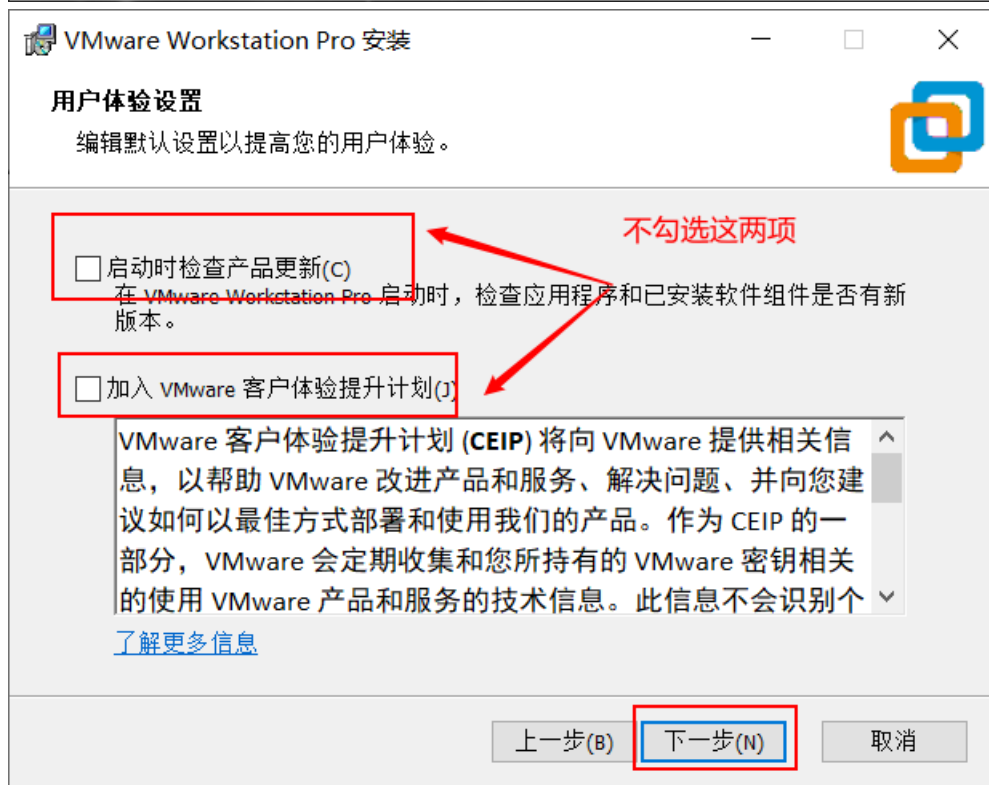 VMware Workstation Pro 安装
用户体验设置
编辑默认设置以提高您的用户体验。
不勾选这两项
启动时检查产品更新(C)
在 VMware Workstation Pro 启动时，检查应用程序和已安装软件组件是否有新
版本。
加入 VMware 客户体验提升计划(J)
VMware 客户体验提升计划 (CEIP) 将向 VMware 提供相关信
息，以帮助 VMware 改进产品和服务、解决问题、并向您建
议如何以最佳方式部署和使用我们的产品。作为 CEIP 的一
部分，VMware 会定期收集和您所持有的 VMware 密钥相关
的使用 VMware 产品和服务的技术信息。此信息不会识别个
了解更多信息
上一步(B) 下一步(N) 取消